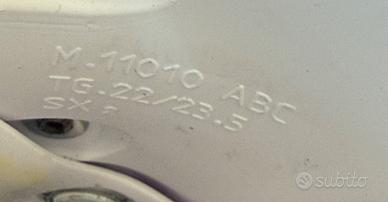 M.11010 ABC
TG.22/23.5
SX.
subito